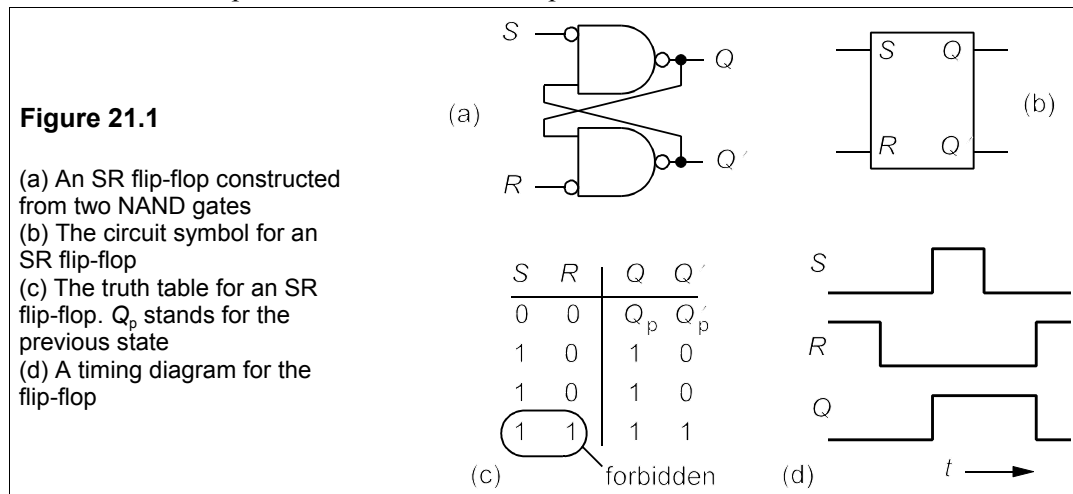 Figure 21.1
(a) An SR flip-flop constructed
from two NAND gates
(b) The circuit symbol for an
SR flip-flop
(c) The truth table for an SR
flip-flop. Qp stands for the
previous state
(d) A timing diagram for the
flip-flop
S
Q
(a)
R
Q′
S Q
R Q′
(b)
S R Q Q′
0 0 Qp Qp′
1 0 1 0
1 0 1 0
1 1 1 1
(c) forbidden
S
R
Q
(d) t